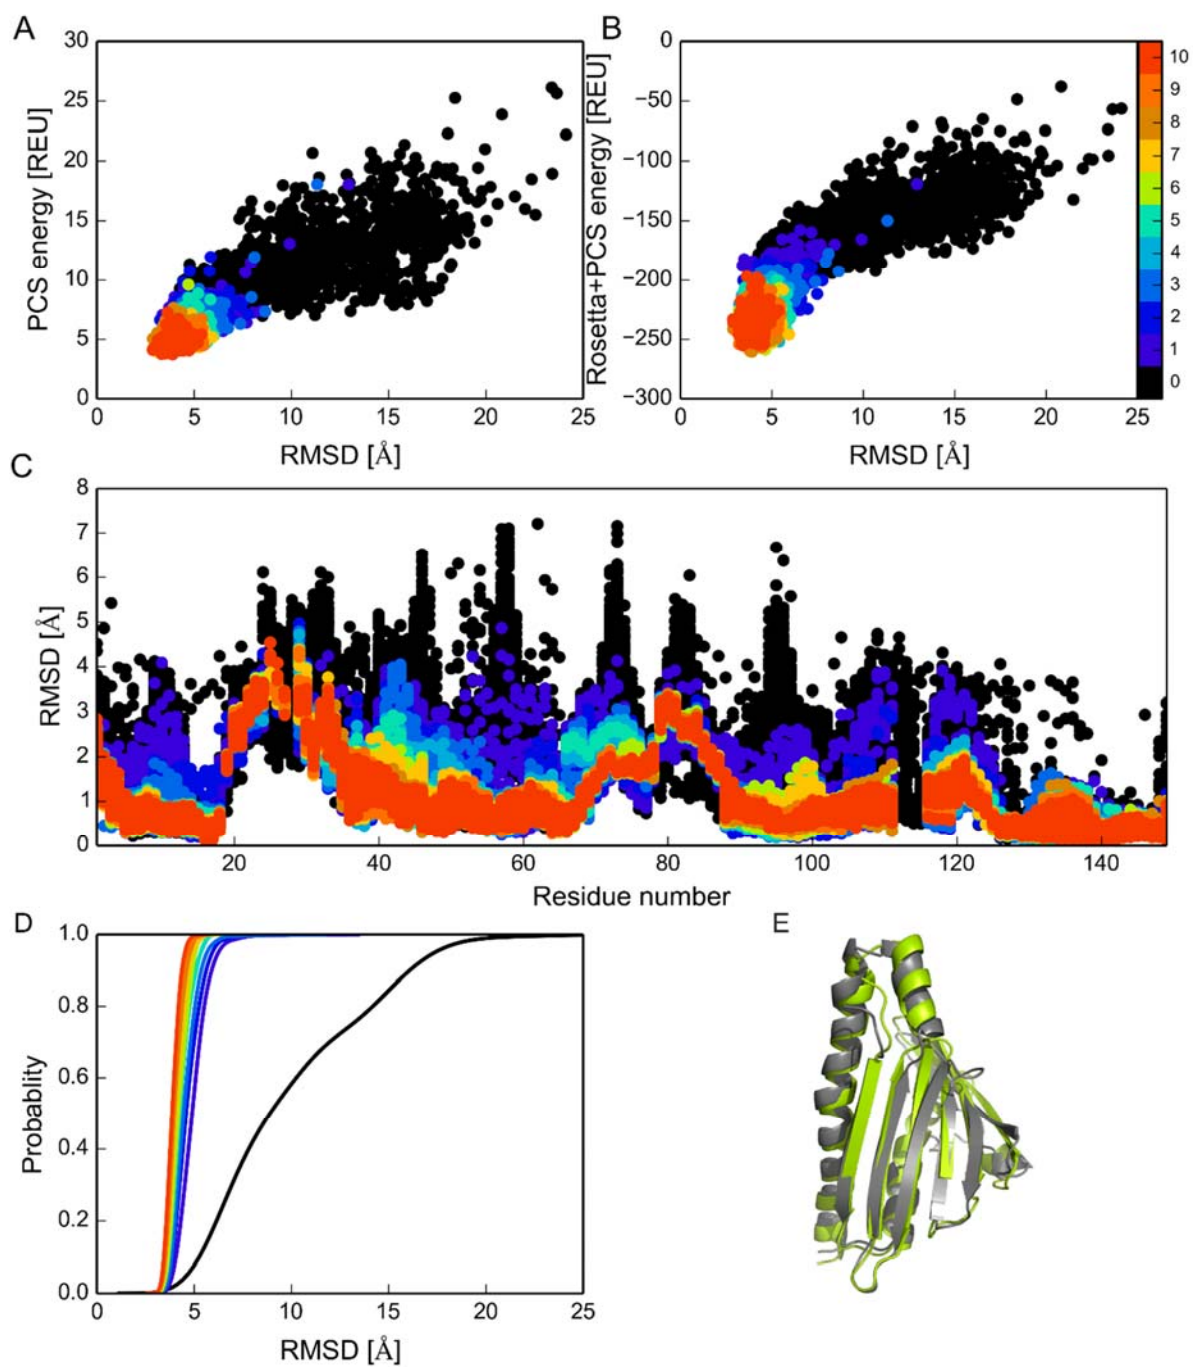 A
B
30
25
20
15
10
5
0
PCS energy [REU]
0 5 10 15 20 25
RMSD [Å]
0
−50
−100
−150
−200
−250
−300
Rosetta+PCS energy [REU]
0 5 10 15 20 25
RMSD [Å]
10
9
8
7
6
5
4
3
2
1
0
C
8
7
6
5
4
3
2
1
0
RMSD [Å]
20 40 60 80 100 120 140
Residue number
D
E
1.0
0.8
0.6
0.4
0.2
0.0
Probablity
0 5 10 15 20 25
RMSD [Å]